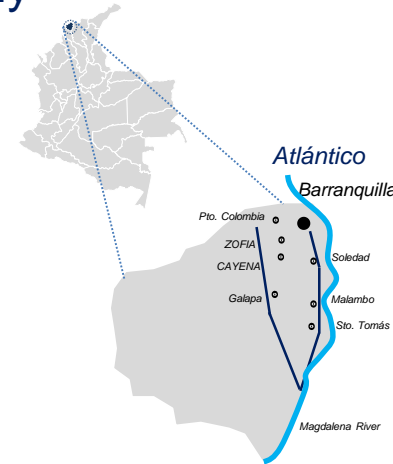 Atlántico
Barranquilla
Pto. Colombia
ZOFIA
CAYENA
Soledad
Galapa
Malambo
Sto. Tomás
Magdalena River